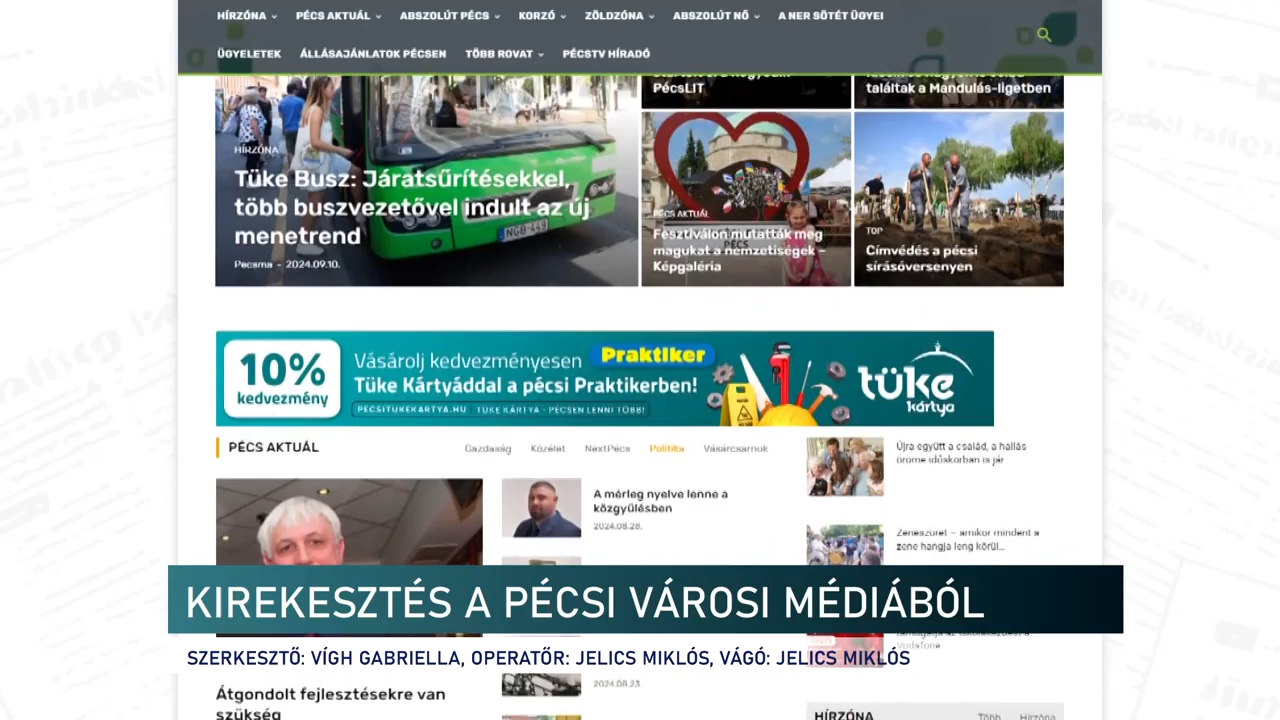 HÍRZÓNA PÉCS AKTUÁL ABSZOLÚT PÉCS KORZÓ ZÖLDZÓNA ABSZOLÚT NŐ A NER SÖTÉT ÜGYEI
ÜGYELETEK ÁLLÁSAJÁNLATOK PÉCSEN TÖBB ROVAT PÉCSTV HÍRADÓ
HÍRZÓNA
Tüke Busz: Járatsűrítésekkel,
több buszvezetővel indult az új
menetrend
Pecsma - 2024.09.10.
NGB-449
PécsLIT
találtak a Mandulás-ligetben
PÉCS AKTUÁL
Fesztiválon mutatták meg
magukat a nemzetiségek –
Képgaléria
PÉCS
TOP
Címvédés a pécsi
sírásóversenyen
10%
kedvezmény
Vásárolj kedvezményesen Praktiker
Tüke Kártyáddal a pécsi Praktikerben!
PECSITUKEKARTYA.HU | TÜKE KÁRTYA - PÉCSEN LENNI TÖBB!
tüke
kártya
PÉCS AKTUÁL
Gazdaság Közélet NextPécs Politika Vásárcsarnok
A mérleg nyelve lenne a
közgyűlésben
2024.08.28.
Újra együtt a család, a hallás
öröme időskorban is jár
Zeneszüret – amikor mindent a
zene hangja leng körül...
KIREKESZTÉS A PÉCSI VÁROSI MÉDIÁBÓL
Vodafone
SZERKESZTŐ: VÍGH GABRIELLA, OPERATŐR: JELICS MIKLÓS, VÁGÓ: JELICS MIKLÓS
2024.08.23.
Átgondolt fejlesztésekre van
szükség
HÍRZÓNA Több Hírzóna